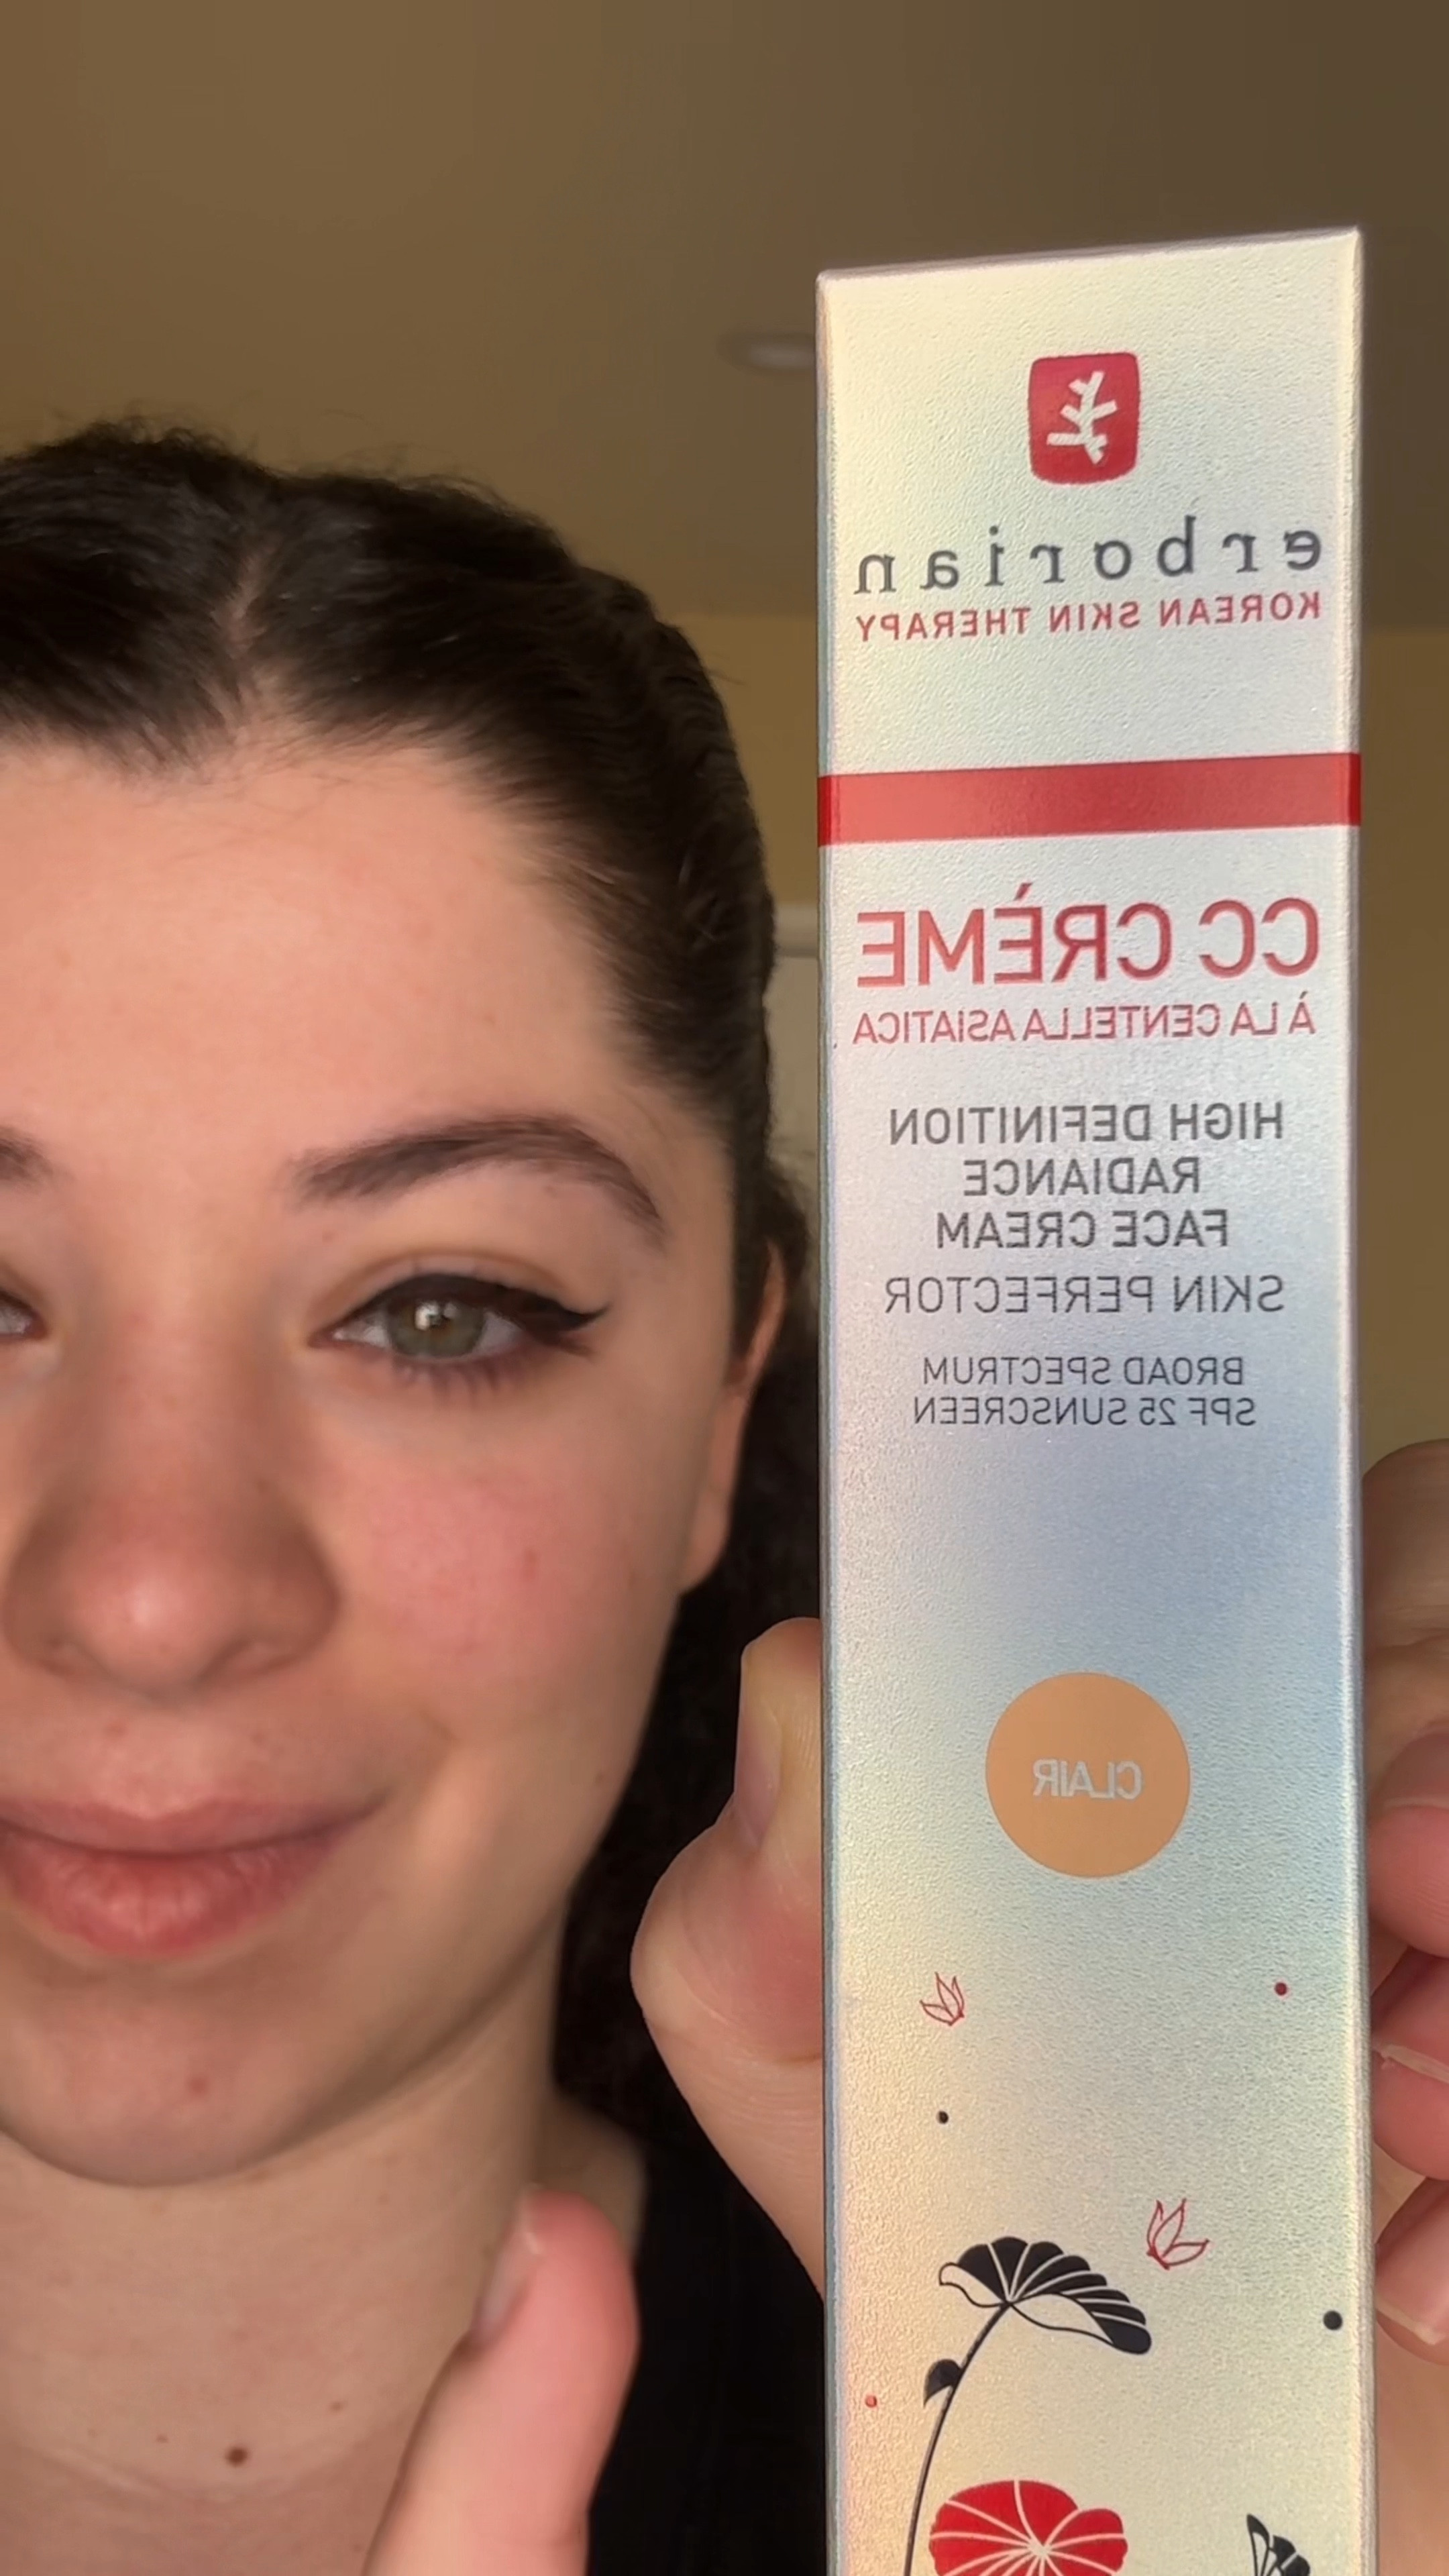 erborian
KOREAN SKIN THERAPY
CC CRÉME
À LA CENTELLA ASIATICA
HIGH DEFINITION
RADIANCE
FACE CREAM
SKIN PERFECTOR
BROAD SPECTRUM
SPF 25 SUNSCREEN
CLAIR